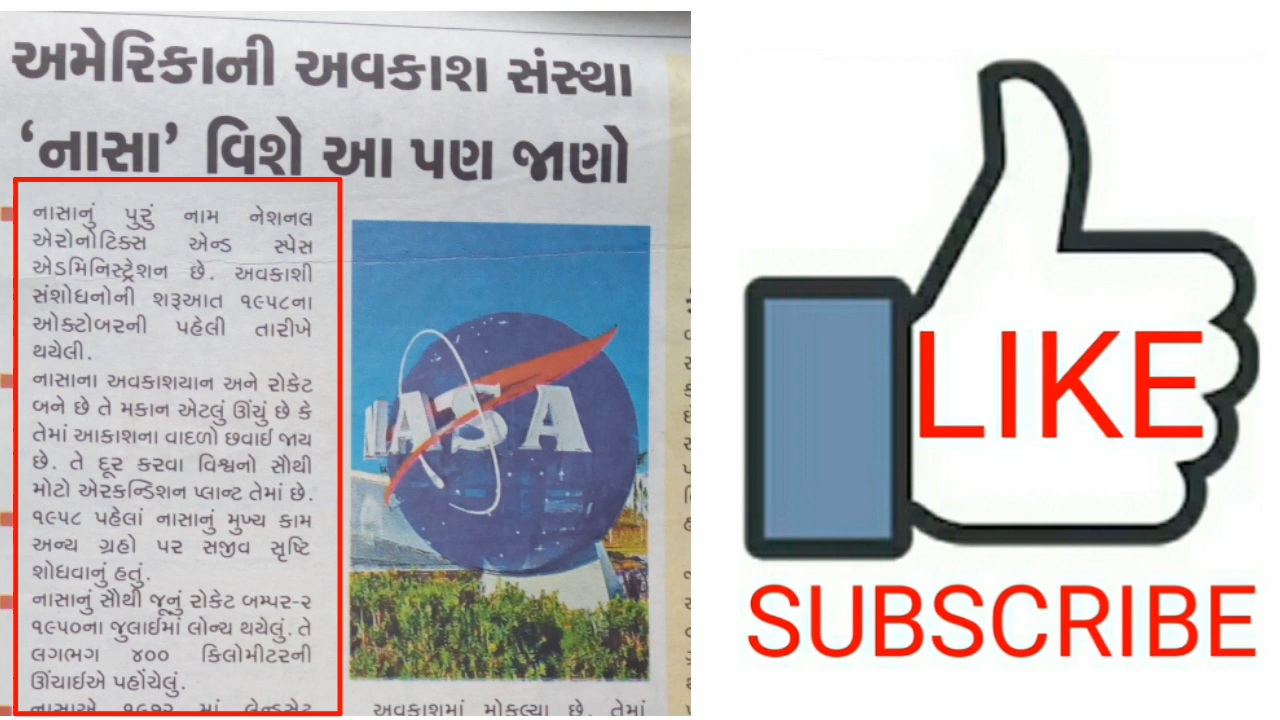 અમેરિકાની અવકાશ સંસ્થા
‘નાસા’ વિશે આ પણ જાણો
નાસાનું પુરું નામ નેશનલ
એરોનોટિક્સ એન્ડ સ્પેસ
એડમિનિસ્ટ્રેશન છે. અવકાશી
સંશોધનોની શરૂઆત ૧૯૫૮ના
ઓક્ટોબરની પહેલી તારીખે
થયેલી.
નાસાના અવકાશયાન અને રોકેટ
બને છે તે મકાન એટલું ઊંચું છે કે
તેમાં આકાશના વાદળો છવાઈ જાય
છે. તે દૂર કરવા વિશ્વનો સૌથી
મોટો એરકન્ડિશન પ્લાન્ટ તેમાં છે.
૧૯૫૮ પહેલાં નાસાનું મુખ્ય કામ
અન્ય ગ્રહો પર સજીવ સૃષ્ટિ
શોધવાનું હતું.
નાસાનું સૌથી જૂનું રોકેટ બમ્પર-૨
૧૯૫૦ના જુલાઈમાં લોન્ચ થયેલું. તે
લગભગ ૪૦૦ કિલોમીટરની
ઊંચાઈએ પહોંચેલું.
નાસાએ ૧૯૭૨ માં લેન્ડસેટ
NASA
અવકાશમાં મોકલ્યા છે. તેમાં
LIKE
SUBSCRIBE